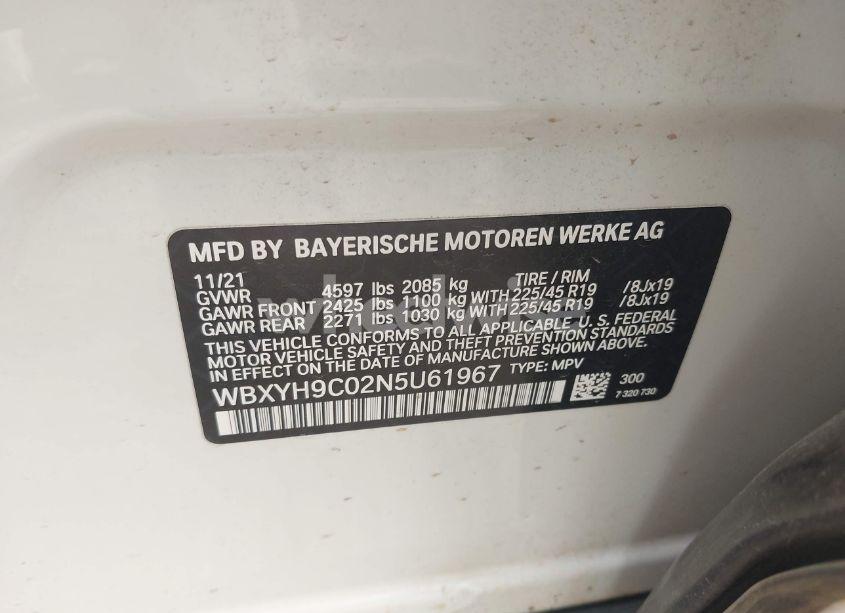 MFD BY BAYERISCHE MOTOREN WERKE AG
11/21 TIRE / RIM
GVWR 4597 lbs 2085 kg
GAWR FRONT 2425 lbs 1100 kg WITH 225/45 R19 /8Jx19
GAWR REAR 2271 lbs 1030 kg WITH 225/45 R19 /8Jx19
THIS VEHICLE CONFORMS TO ALL APPLICABLE U. S. FEDERAL
MOTOR VEHICLE SAFETY AND THEFT PREVENTION STANDARDS
IN EFFECT ON THE DATE OF MANUFACTURE SHOWN ABOVE.
WBXYH9C02N5U61967 TYPE: MPV
300
7 320 730